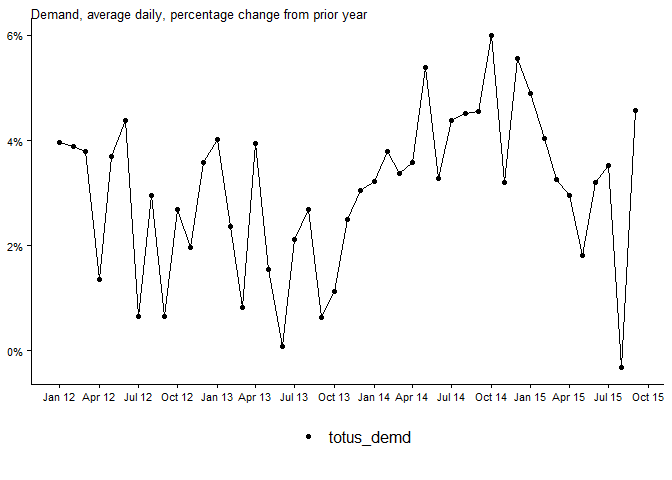 Demand, average daily, percentage change from prior year
6%
4%
2%
0%
Jan 12 Apr 12 Jul 12 Oct 12 Jan 13 Apr 13 Jul 13 Oct 13 Jan 14 Apr 14 Jul 14 Oct 14 Jan 15 Apr 15 Jul 15 Oct 15
totus_demd